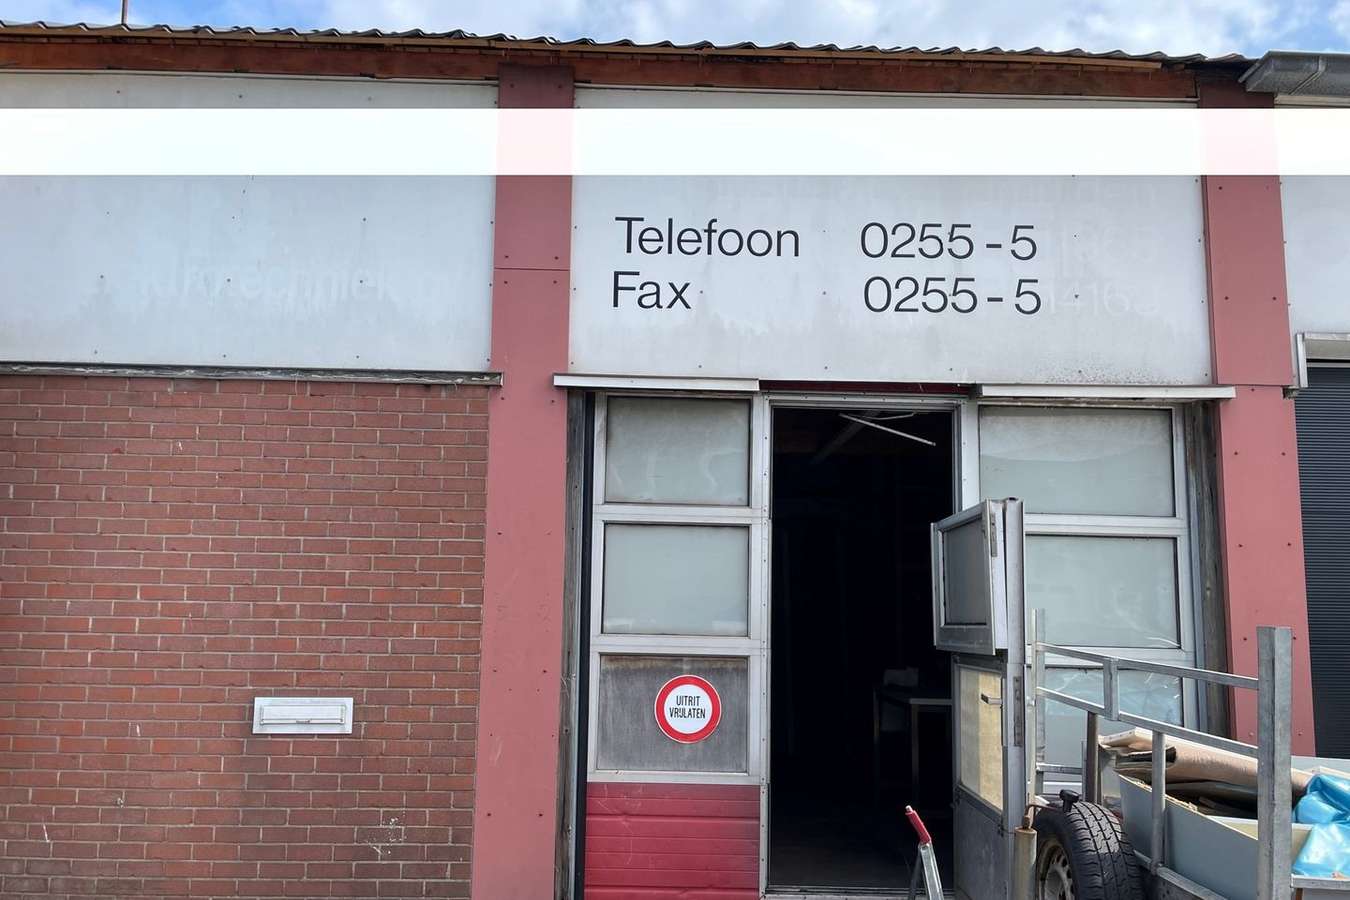 Telefoon 0255-5
Fax 0255-5
UITRIT
VRIJLATEN